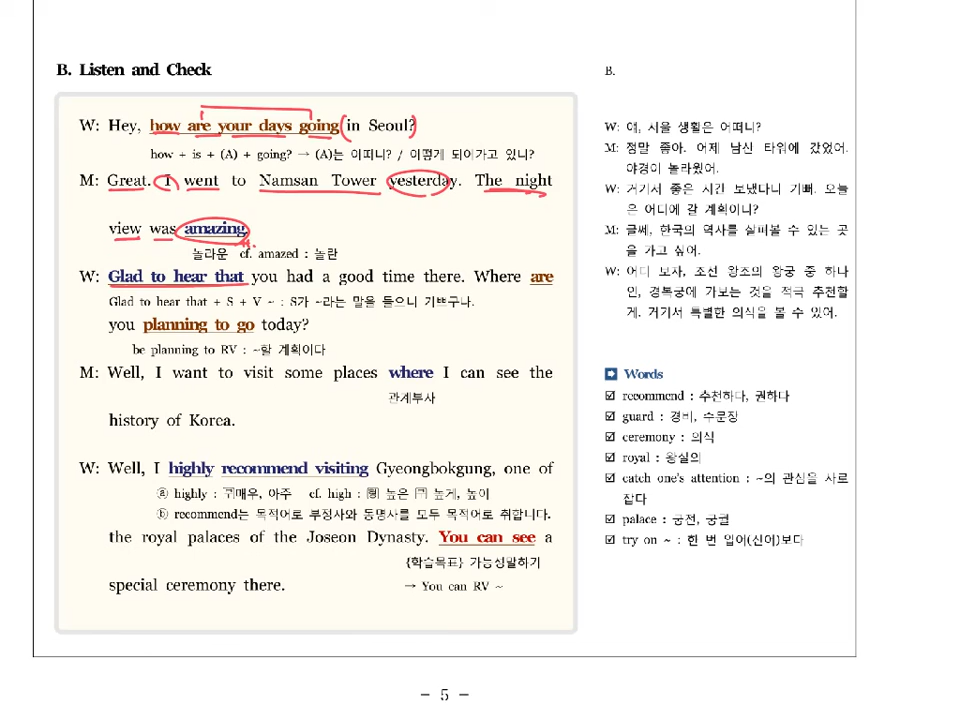 B. Listen and Check
W: Hey, how are your days going in Seoul?
how + is + (A) + going? → (A)는 어떠니? / 어떻게 되어가고 있니?
M: Great. I went to Namsan Tower yesterday. The night
view was amazing.
놀라운 cf. amazed : 놀란
W: Glad to hear that you had a good time there. Where are
Glad to hear that + S + V ~ : S가 ~라는 말을 들으니 기쁘구나.
you planning to go today?
be planning to RV : ~할 계획이다
M: Well, I want to visit some places where I can see the
관계부사
history of Korea.
W: Well, I highly recommend visiting Gyeongbokgung, one of
ⓐ highly : 매우, 아주 cf. high : 높은 높게, 높이
ⓑ recommend는 목적어로 부정사와 동명사를 모두 목적어로 취합니다.
the royal palaces of the Joseon Dynasty. You can see a
{학습목표} 가능성말하기
special ceremony there.
→ You can RV ~
B.
W: 얘, 서울 생활은 어떠니?
M: 정말 좋아. 어제 남산 타워에 갔었어.
야경이 놀라웠어.
W: 거기서 좋은 시간 보냈다니 기뻐. 오늘
은 어디에 갈 계획이니?
M: 글쎄, 한국의 역사를 살펴볼 수 있는 곳
을 가고 싶어.
W: 어디 보자, 조선 왕조의 왕궁 중 하나
인, 경복궁에 가보는 것을 적극 추천할
게. 거기서 특별한 의식을 볼 수 있어.
Words
☑ recommend : 추천하다, 권하다
☑ guard : 경비, 수문장
☑ ceremony : 의식
☑ royal : 왕실의
☑ catch one's attention : ~의 관심을 사로
잡다
☑ palace : 궁전, 궁궐
☑ try on ~ : 한 번 입어(신어)보다
- 5 -